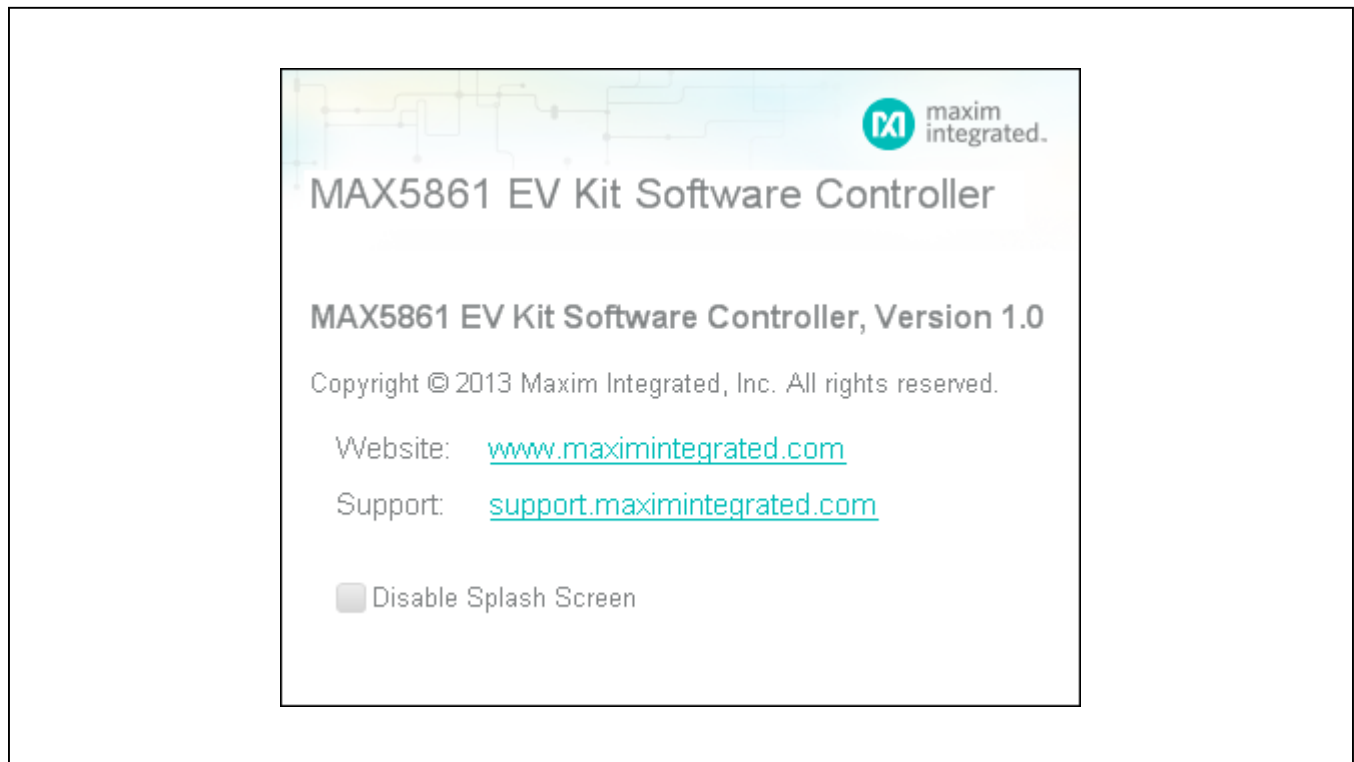 maxim
integrated™
MAX5861 EV Kit Software Controller
MAX5861 EV Kit Software Controller, Version 1.0
Copyright © 2013 Maxim Integrated, Inc. All rights reserved.
Website: www.maximintegrated.com
Support: support.maximintegrated.com
Disable Splash Screen